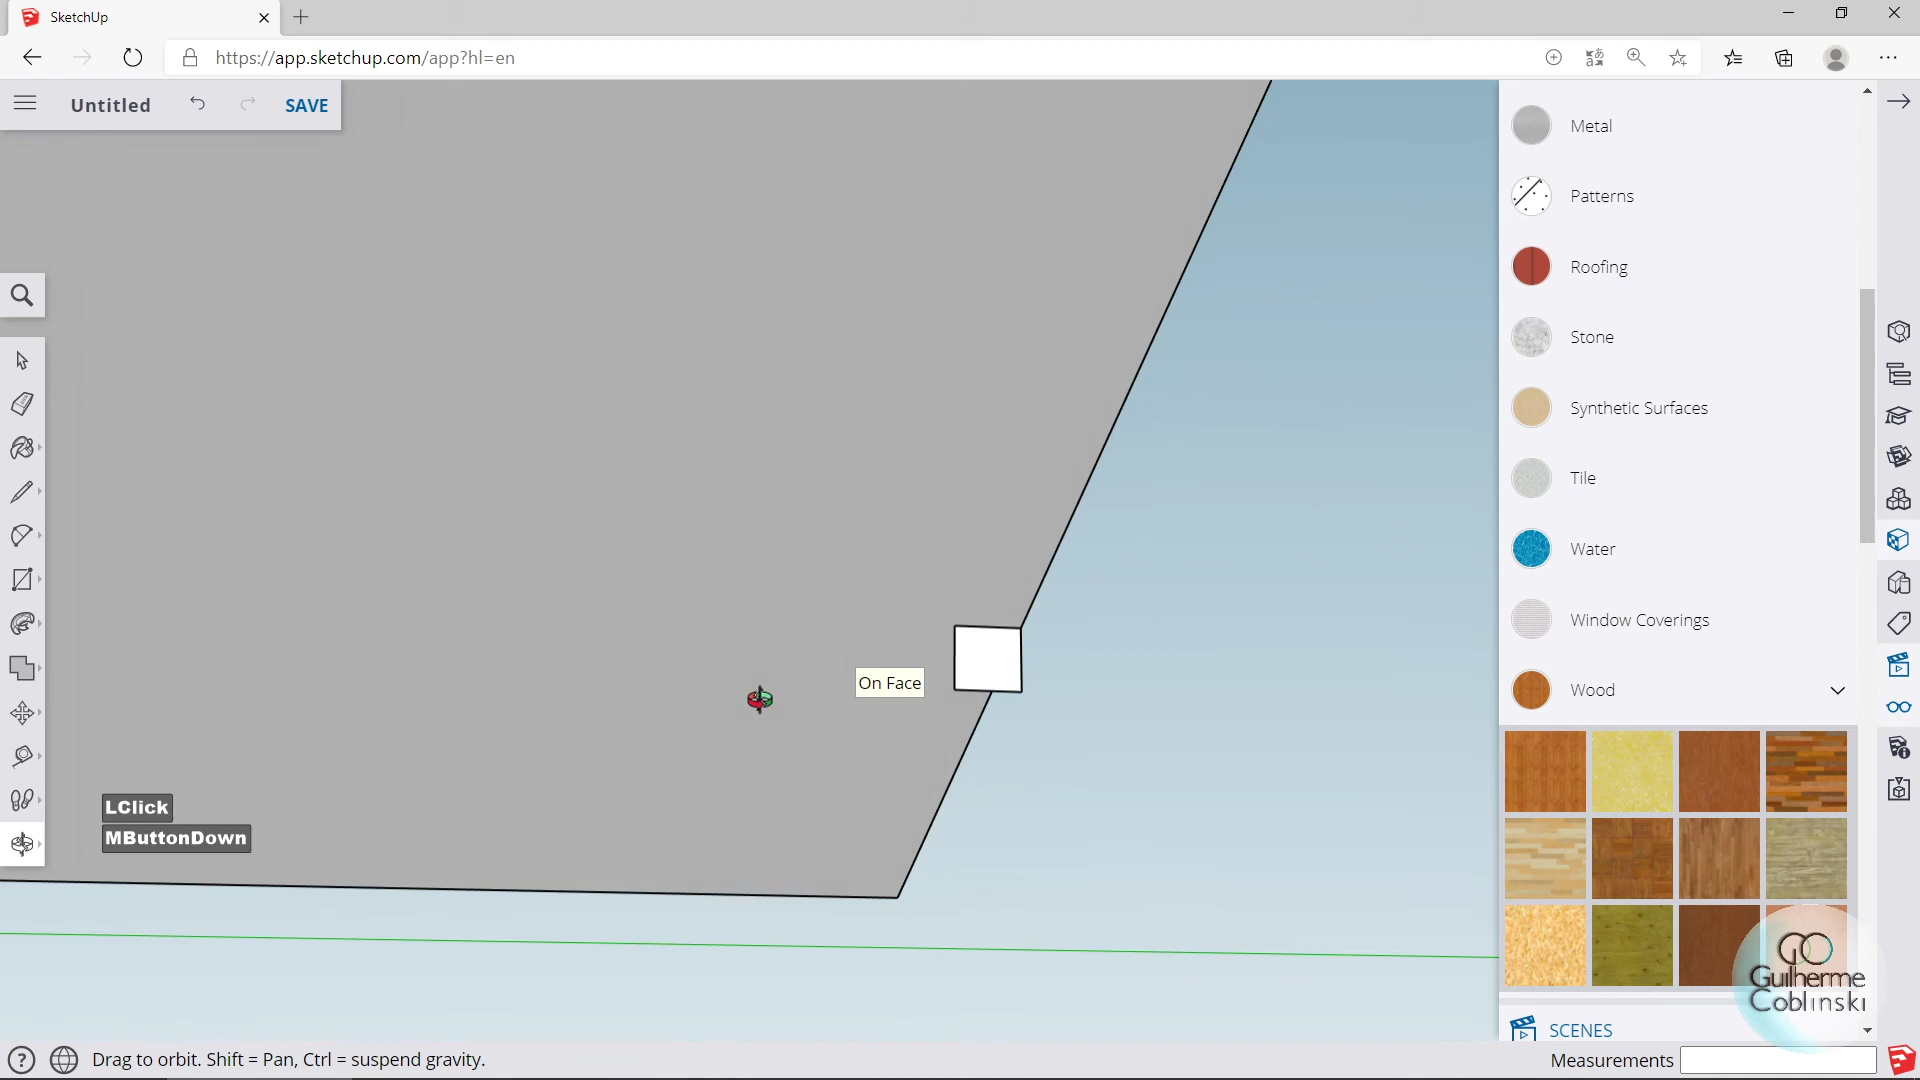 SketchUp
https://app.sketchup.com/app?hl=en
Untitled
SAVE
Metal
Patterns
Roofing
Stone
Synthetic Surfaces
Tile
Water
Window Coverings
Wood
On Face
LClick
MButtonDown
Guilherme
Coblinski
SCENES
Drag to orbit. Shift = Pan, Ctrl = suspend gravity.
Measurements